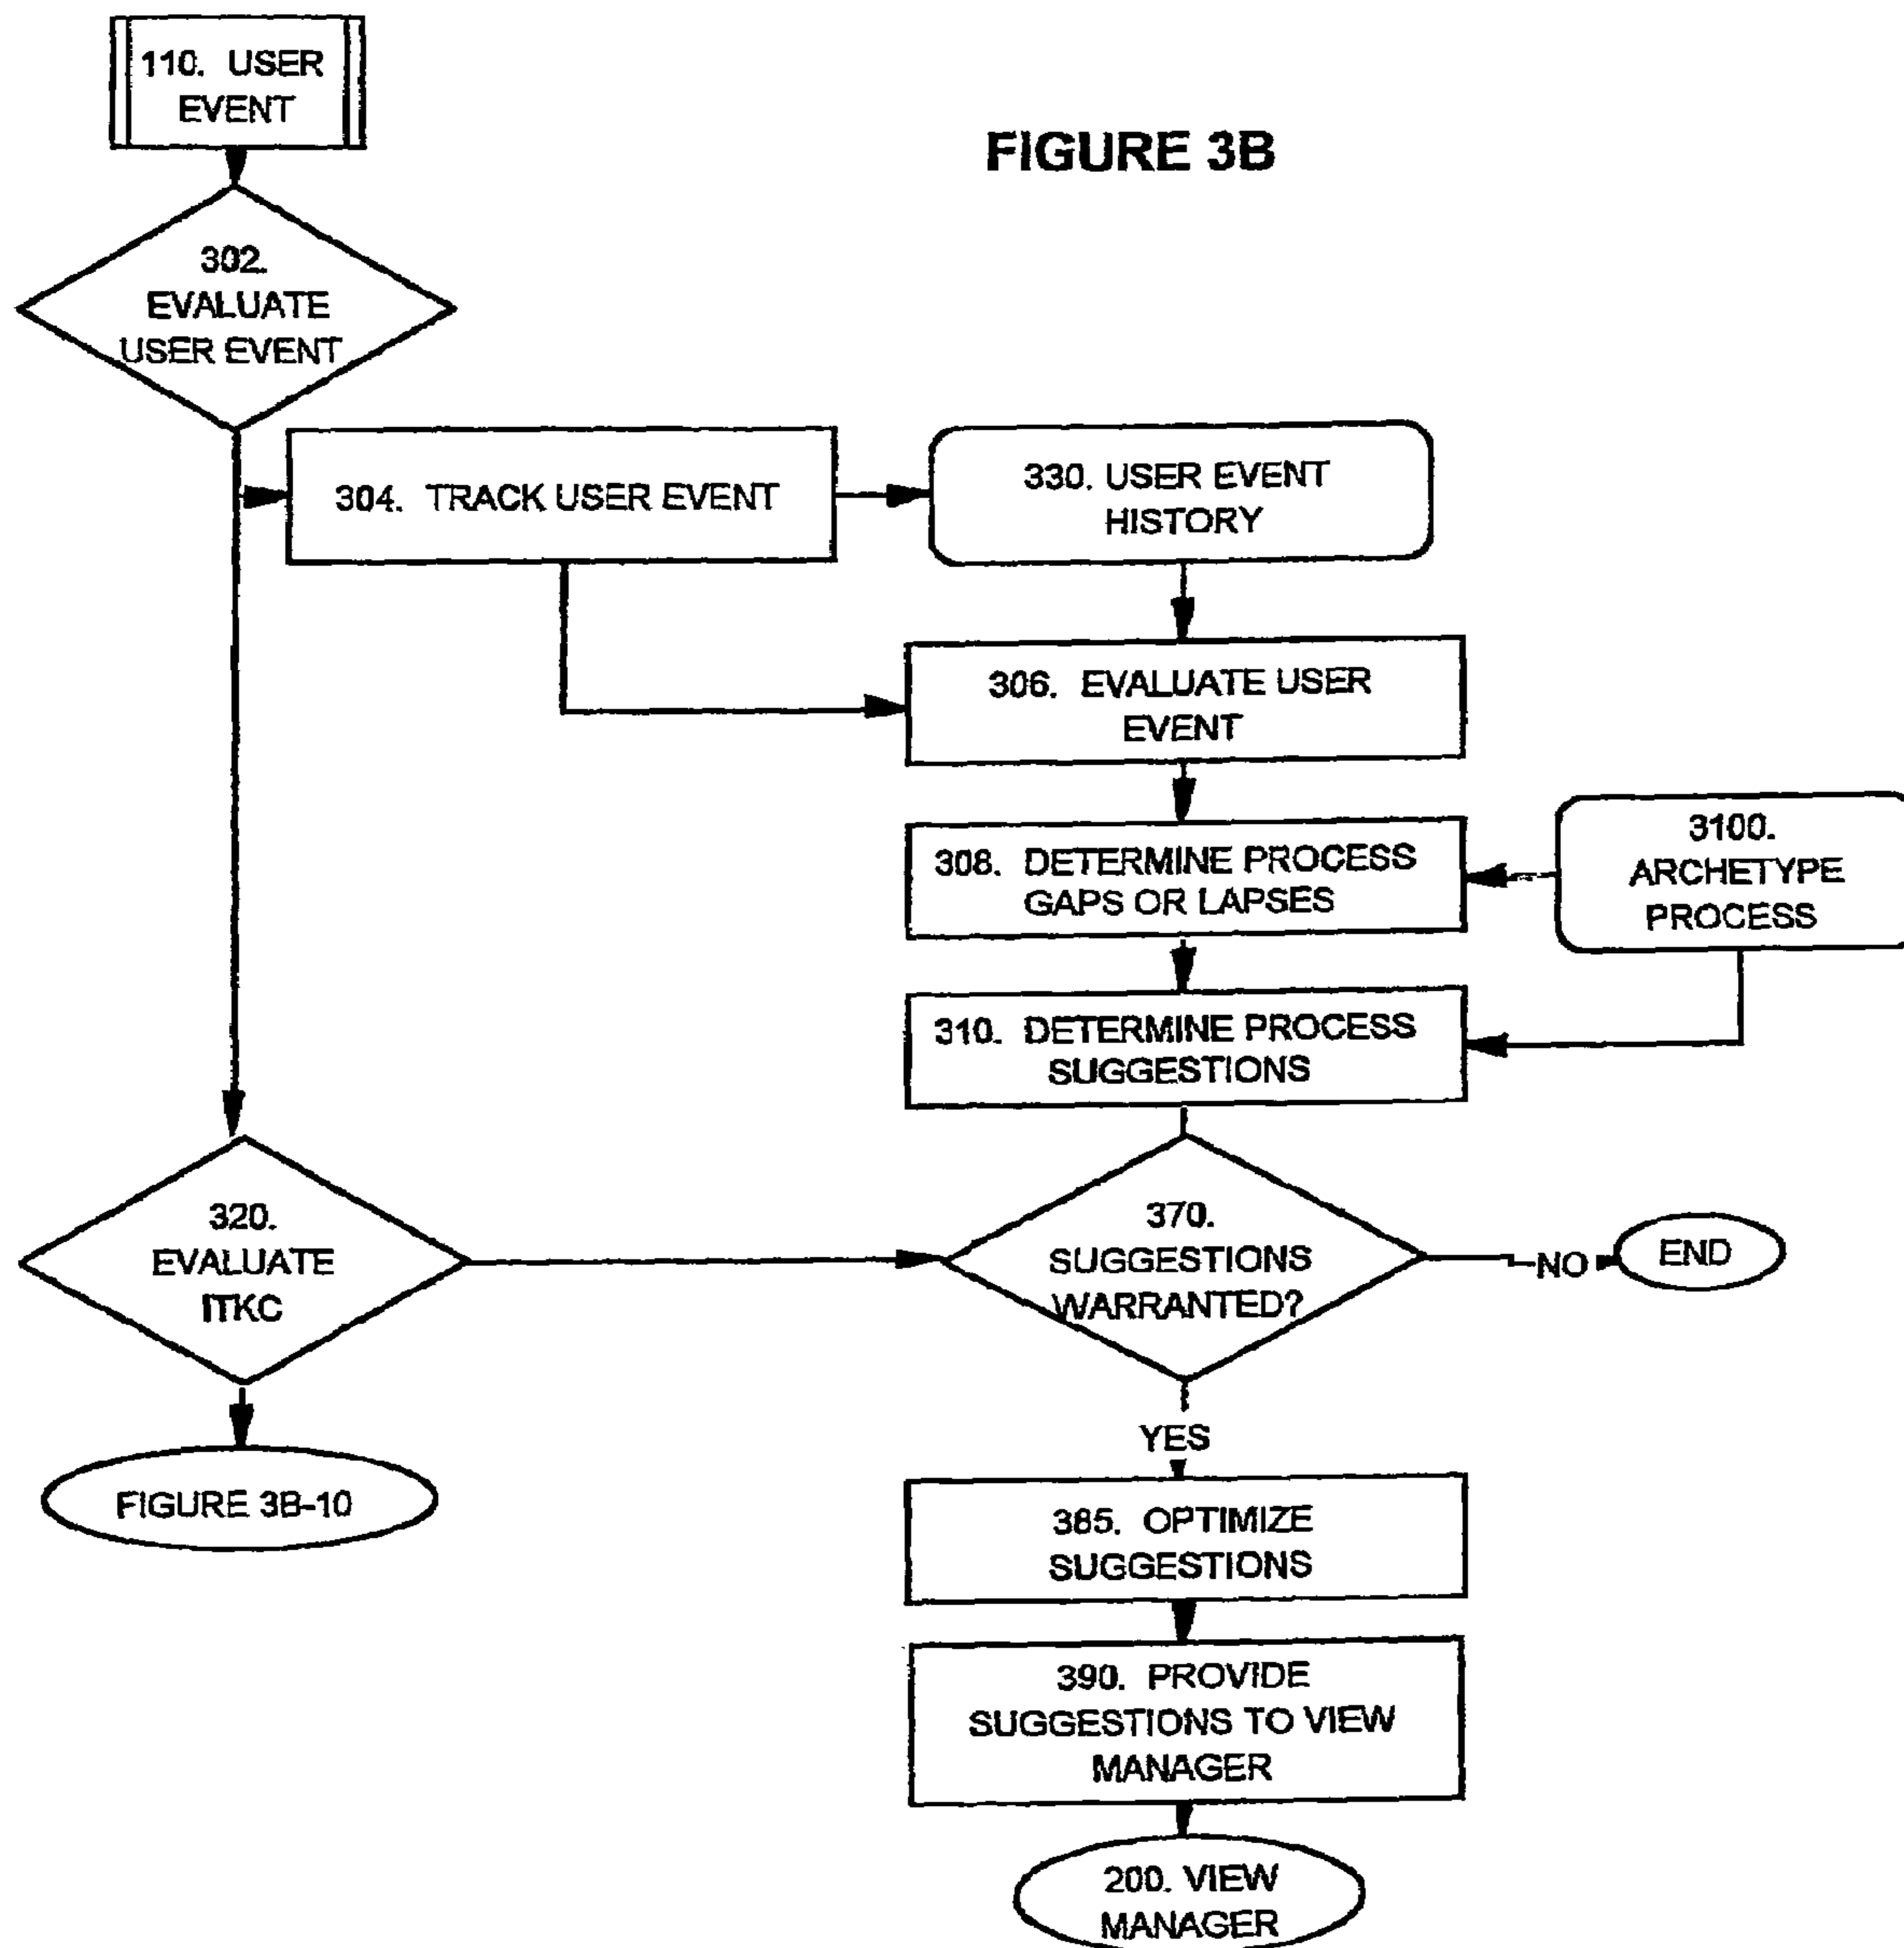 110. USER
EVENT
FIGURE 3B
302.
EVALUATE
USER EVENT
304. TRACK USER EVENT
330. USER EVENT
HISTORY
306. EVALUATE USER
EVENT
308. DETERMINE PROCESS
GAPS OR LAPSES
3100.
ARCHETYPE
PROCESS
310. DETERMINE PROCESS
SUGGESTIONS
320.
EVALUATE
ITKC
370.
SUGGESTIONS
WARRANTED?
NO
END
YES
FIGURE 3B-10
385. OPTIMIZE
SUGGESTIONS
390. PROVIDE
SUGGESTIONS TO VIEW
MANAGER
200. VIEW
MANAGER